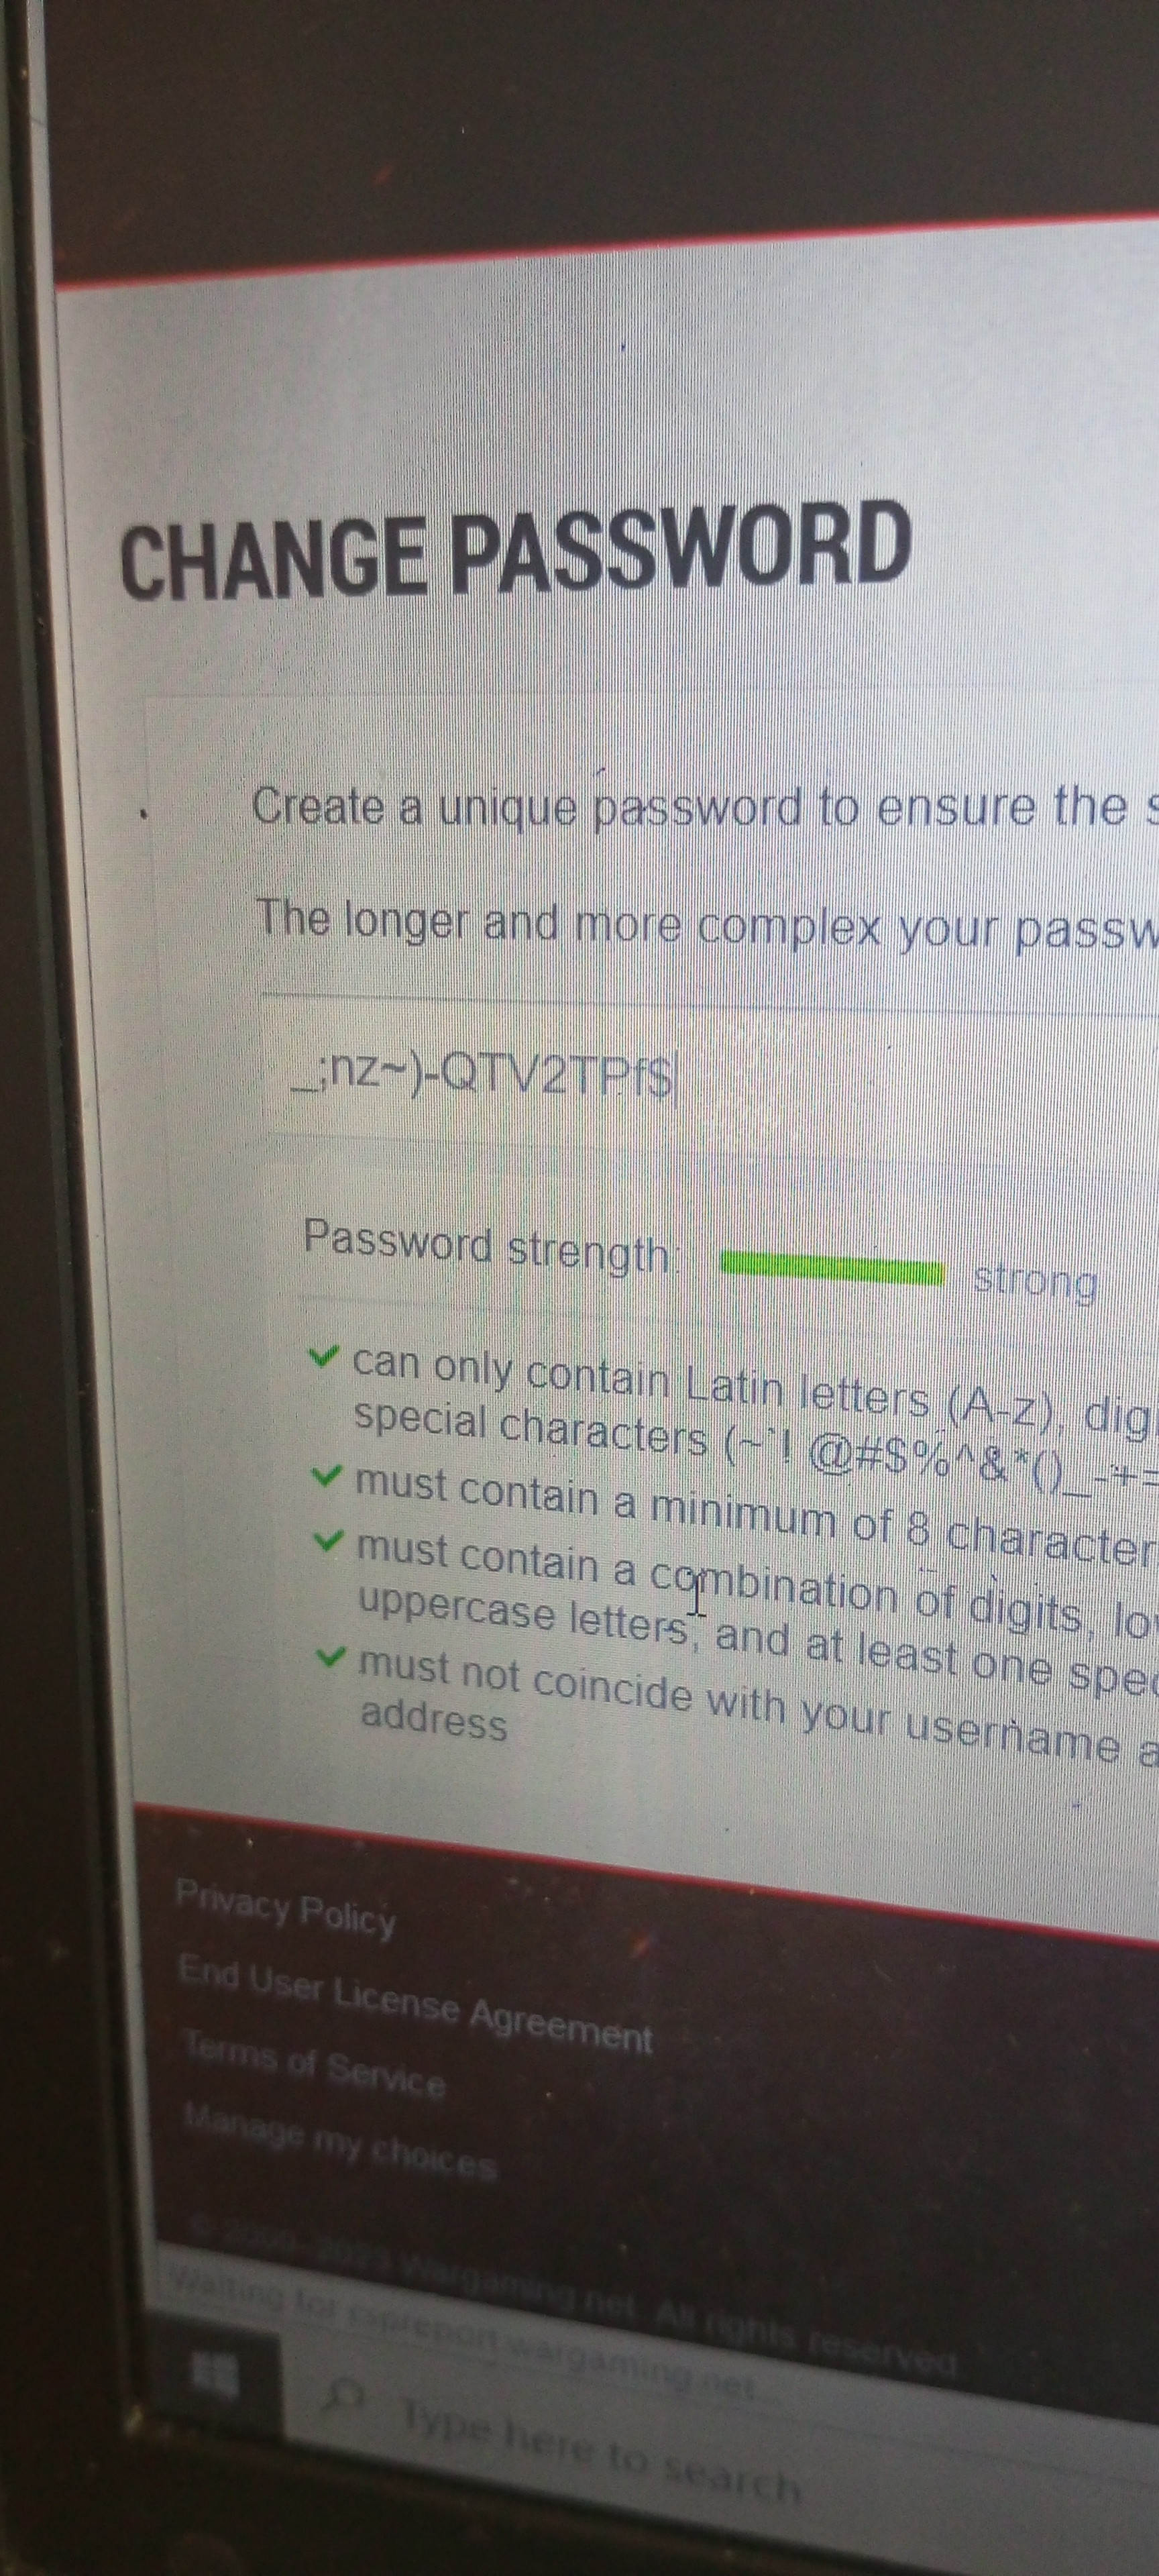 CHANGE PASSWORD
Create a unique password to ensure the s
The longer and more complex your passw
_;nz~)-QTV2TPf$
Password strength:
strong
can only contain Latin letters (A-z), dig
special characters (~`! @#$%^&*()_-+=
must contain a minimum of 8 character
must contain a combination of digits, lo
uppercase letters, and at least one spec
must not coincide with your username a
address
Privacy Policy
End User License Agreement
Terms of Service
Manage my choices
© 2009–2023 Wargaming.net. All rights reserved
Waiting for cspreport.wargaming.net...
Type here to search